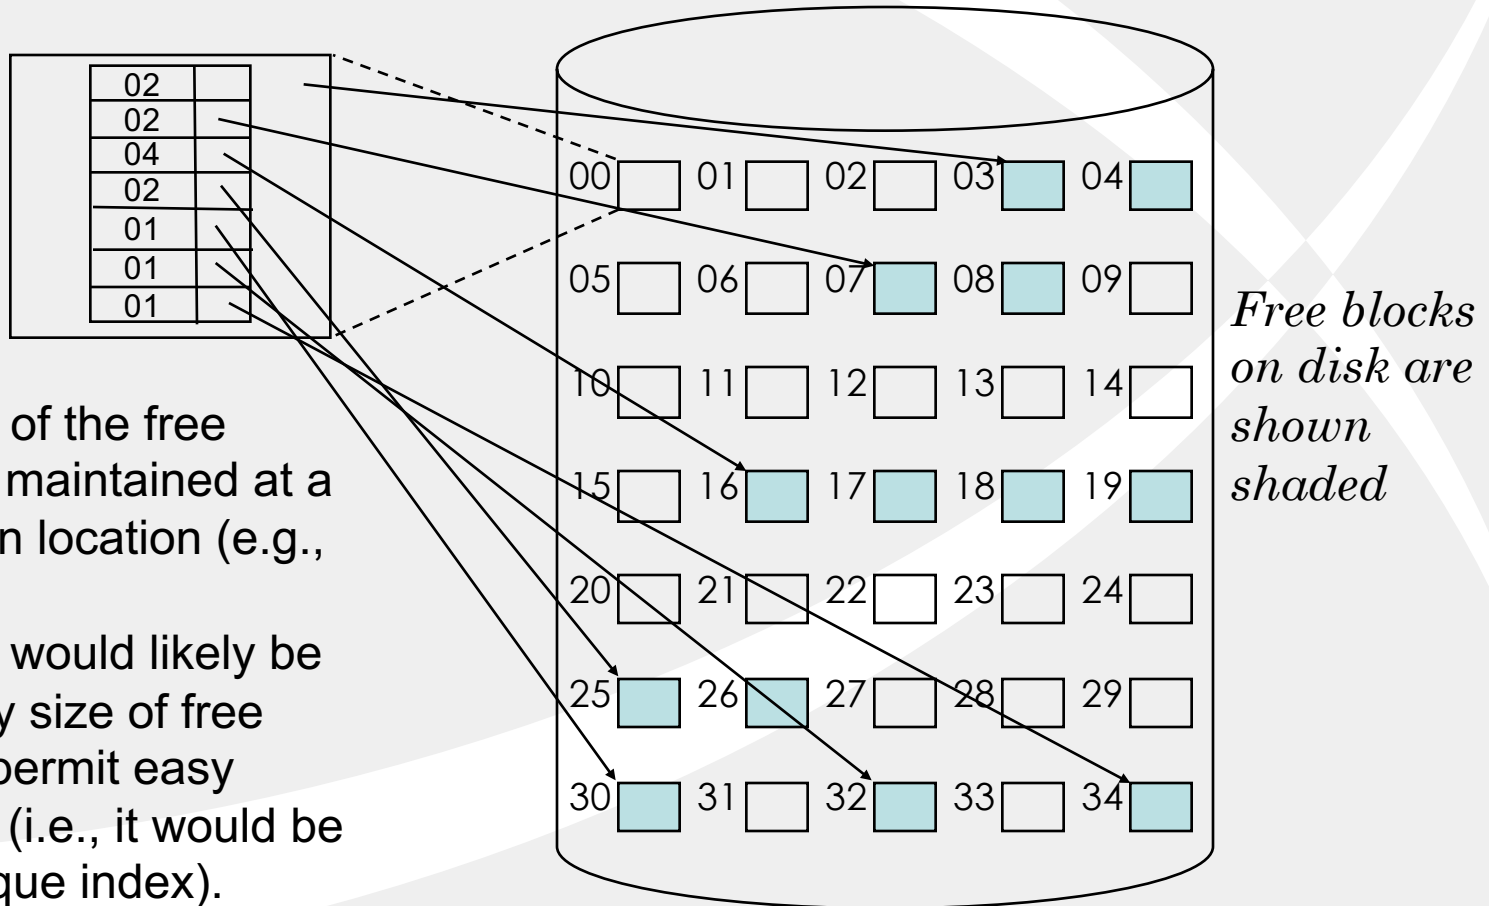 02
02
04
02
01
01
01
00 01 02 03 04
05 06 07 08 09
10 11 12 13 14
15 16 17 18 19
20 21 22 23 24
25 26 27 28 29
30 31 32 33 34
Free blocks
on disk are
shown
shaded
of the free
maintained at a
n location (e.g.,
would likely be
y size of free
permit easy
(i.e., it would be
que index).